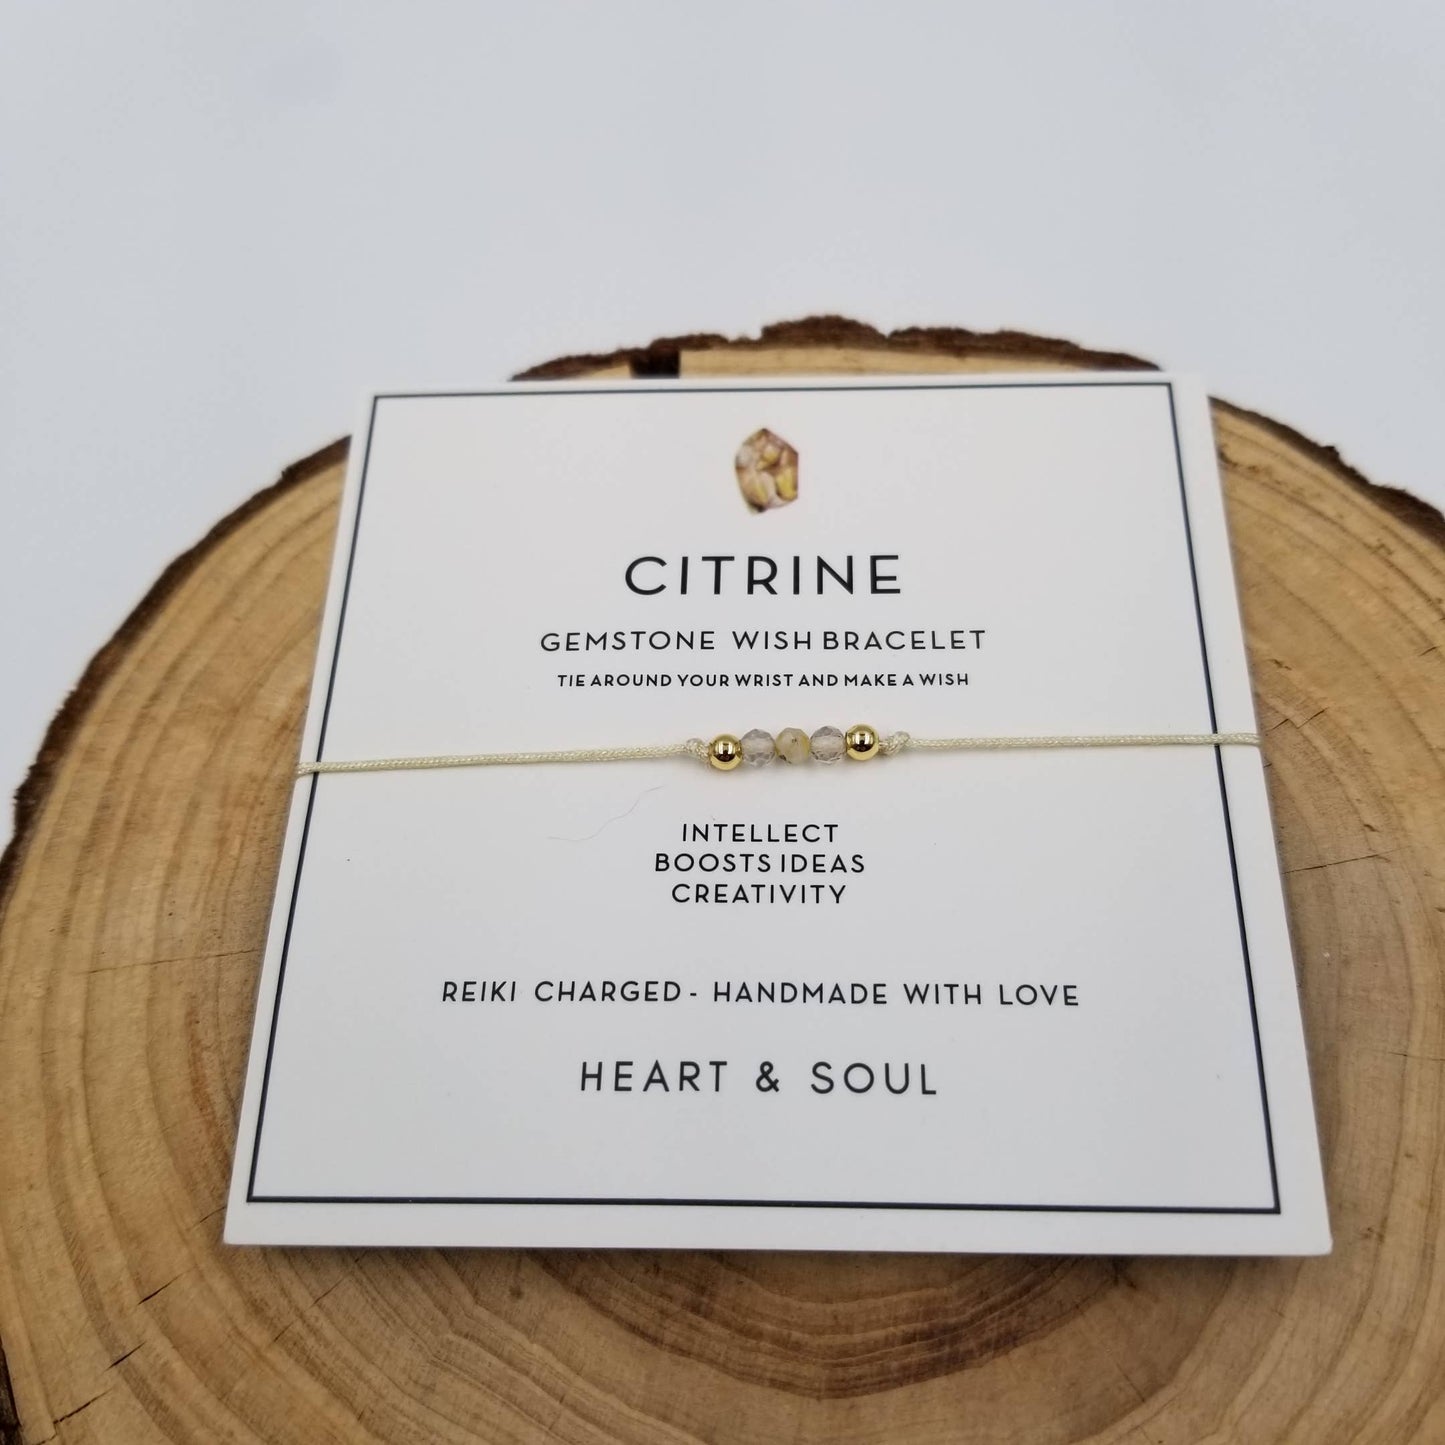 CITRINE
GEMSTONE WISH BRACELET
TIE AROUND YOUR WRIST AND MAKE A WISH
INTELLECT
BOOSTS IDEAS
CREATIVITY
REIKI CHARGED - HANDMADE WITH LOVE
HEART & SOUL